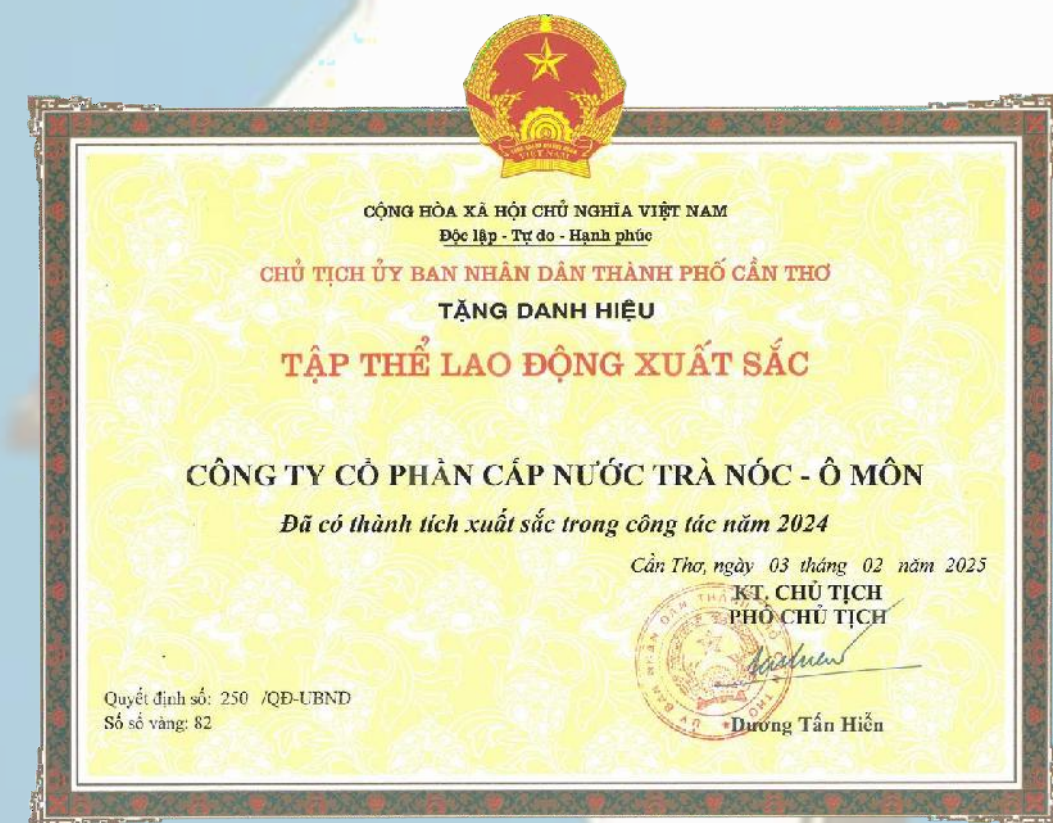 CỘNG HÒA XÃ HỘI CHỦ NGHĨA VIỆT NAM
Độc lập - Tự do - Hạnh phúc
CHỦ TỊCH ỦY BAN NHÂN DÂN THÀNH PHỐ CẦN THƠ
TẶNG DANH HIỆU
TẬP THỂ LAO ĐỘNG XUẤT SẮC
CÔNG TY CỔ PHẦN CẤP NƯỚC TRÀ NÓC - Ô MÔN
Đã có thành tích xuất sắc trong công tác năm 2024
Cần Thơ, ngày 03 tháng 02 năm 2025
KT. CHỦ TỊCH
PHÓ CHỦ TỊCH
Quyết định số: 250 /QĐ-UBND
Số sổ vàng: 82
Dương Tấn Hiển